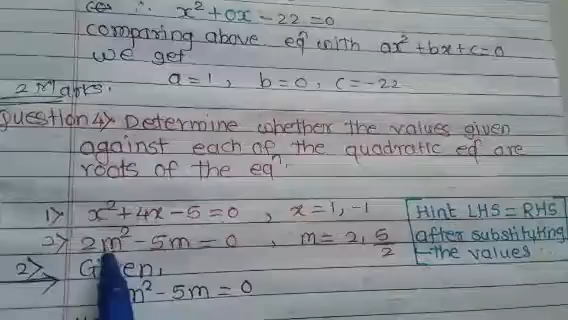 ∴ x²+0x-22=0
comparing above eqⁿ with ax²+bx+c=0
we get
a=1, b=0, c=-22
2 Marks.
Question 4> Determine whether the values given
against each of the quadratic eqⁿ are
roots of the eqⁿ.
1> x²+4x-5=0 , x=1,-1
2> 2m²-5m=0 , m=2, 5/2
Hint LHS=RHS
after substituting
the values
2> Given,
m²-5m=0